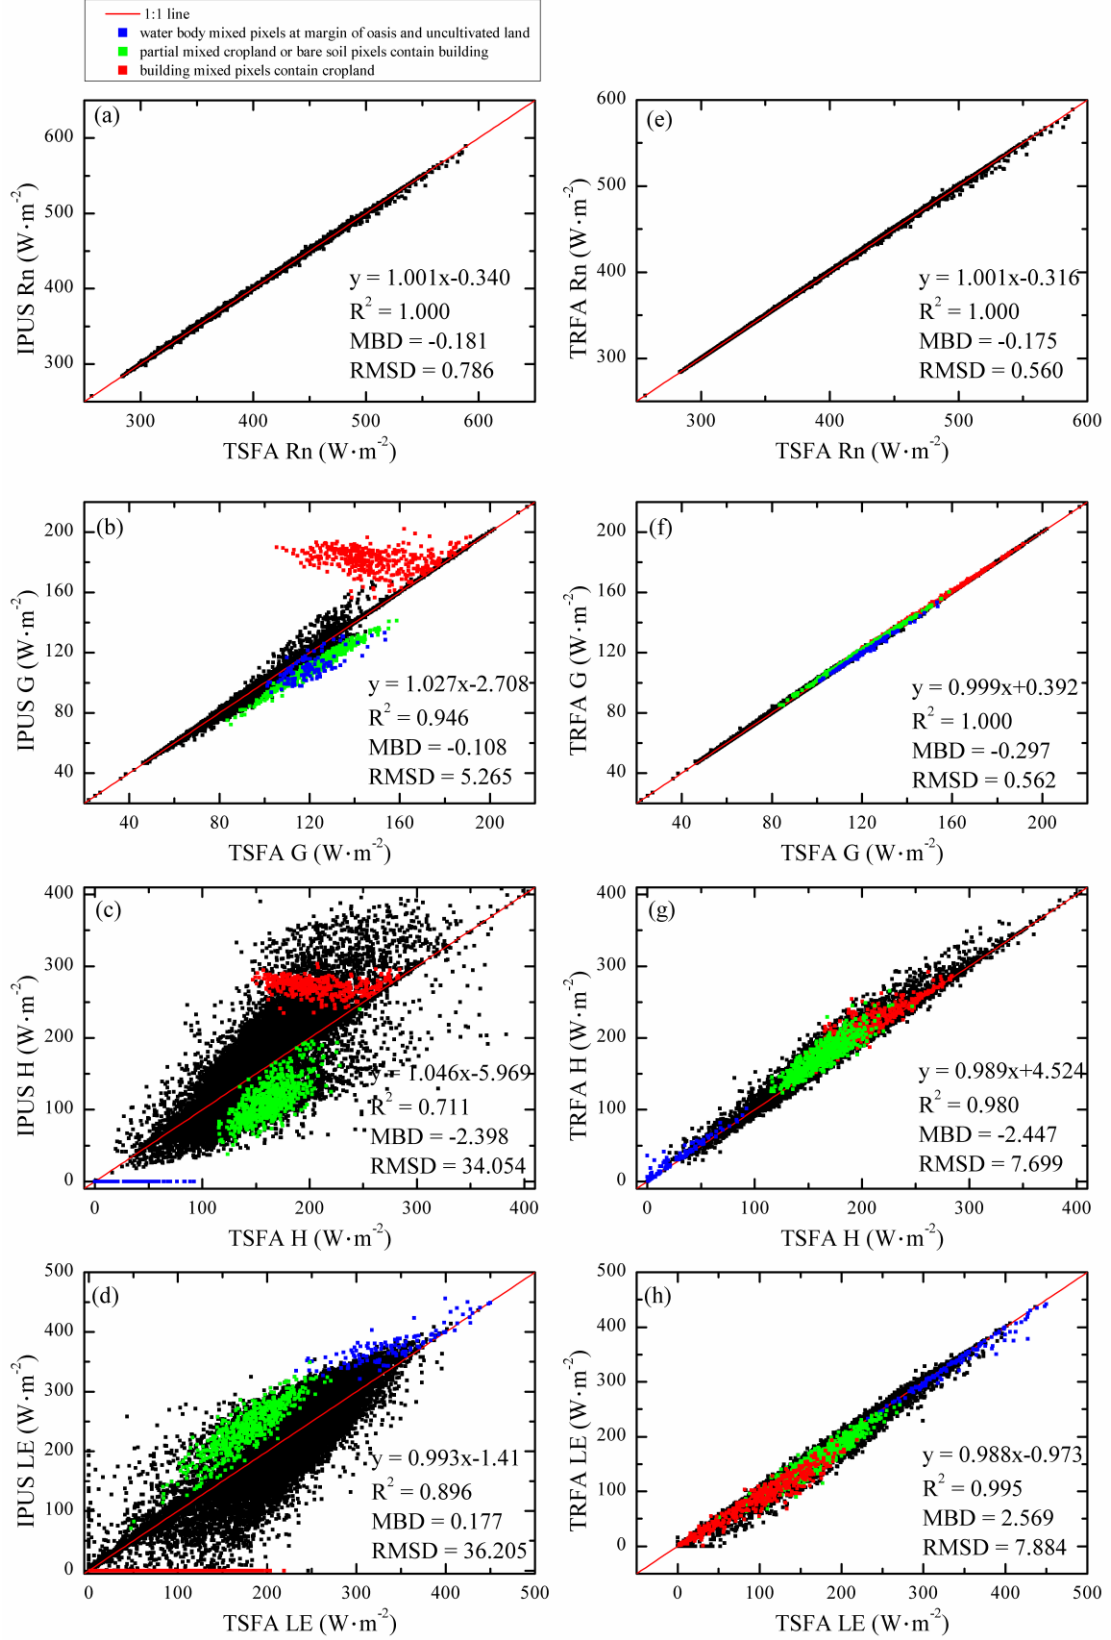 1:1 line
water body mixed pixels at margin of oasis and uncultivated land
partial mixed cropland or bare soil pixels contain building
building mixed pixels contain cropland
(a)
600
500
400
300
IPUS Rn (W·m⁻²)
y = 1.001x-0.340
R² = 1.000
MBD = -0.181
RMSD = 0.786
300 400 500 600
TSFA Rn (W·m⁻²)
(e)
600
500
400
300
TRFA Rn (W·m⁻²)
y = 1.001x-0.316
R² = 1.000
MBD = -0.175
RMSD = 0.560
300 400 500 600
TSFA Rn (W·m⁻²)
(b)
200
160
120
80
40
IPUS G (W·m⁻²)
y = 1.027x-2.708
R² = 0.946
MBD = -0.108
RMSD = 5.265
40 80 120 160 200
TSFA G (W·m⁻²)
(f)
200
160
120
80
40
TRFA G (W·m⁻²)
y = 0.999x+0.392
R² = 1.000
MBD = -0.297
RMSD = 0.562
40 80 120 160 200
TSFA G (W·m⁻²)
(c)
400
300
200
100
0
IPUS H (W·m⁻²)
y = 1.046x-5.969
R² = 0.711
MBD = -2.398
RMSD = 34.054
0 100 200 300 400
TSFA H (W·m⁻²)
(g)
400
300
200
100
0
TRFA H (W·m⁻²)
y = 0.989x+4.524
R² = 0.980
MBD = -2.447
RMSD = 7.699
0 100 200 300 400
TSFA H (W·m⁻²)
(d)
500
400
300
200
100
0
IPUS LE (W·m⁻²)
y = 0.993x-1.41
R² = 0.896
MBD = 0.177
RMSD = 36.205
0 100 200 300 400 500
TSFA LE (W·m⁻²)
(h)
500
400
300
200
100
0
TRFA LE (W·m⁻²)
y = 0.988x-0.973
R² = 0.995
MBD = 2.569
RMSD = 7.884
0 100 200 300 400 500
TSFA LE (W·m⁻²)